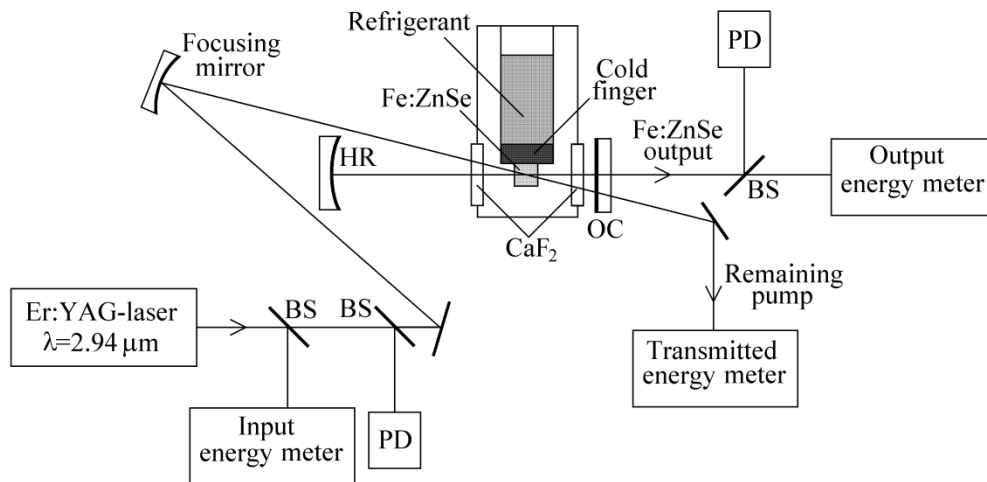 Focusing
mirror
Refrigerant
Fe:ZnSe
Cold
finger
PD
HR
Fe:ZnSe
output
BS
Output
energy meter
CaF₂
OC
Remaining
pump
Er:YAG-laser
λ=2.94 μm
BS
BS
Transmitted
energy meter
Input
energy meter
PD